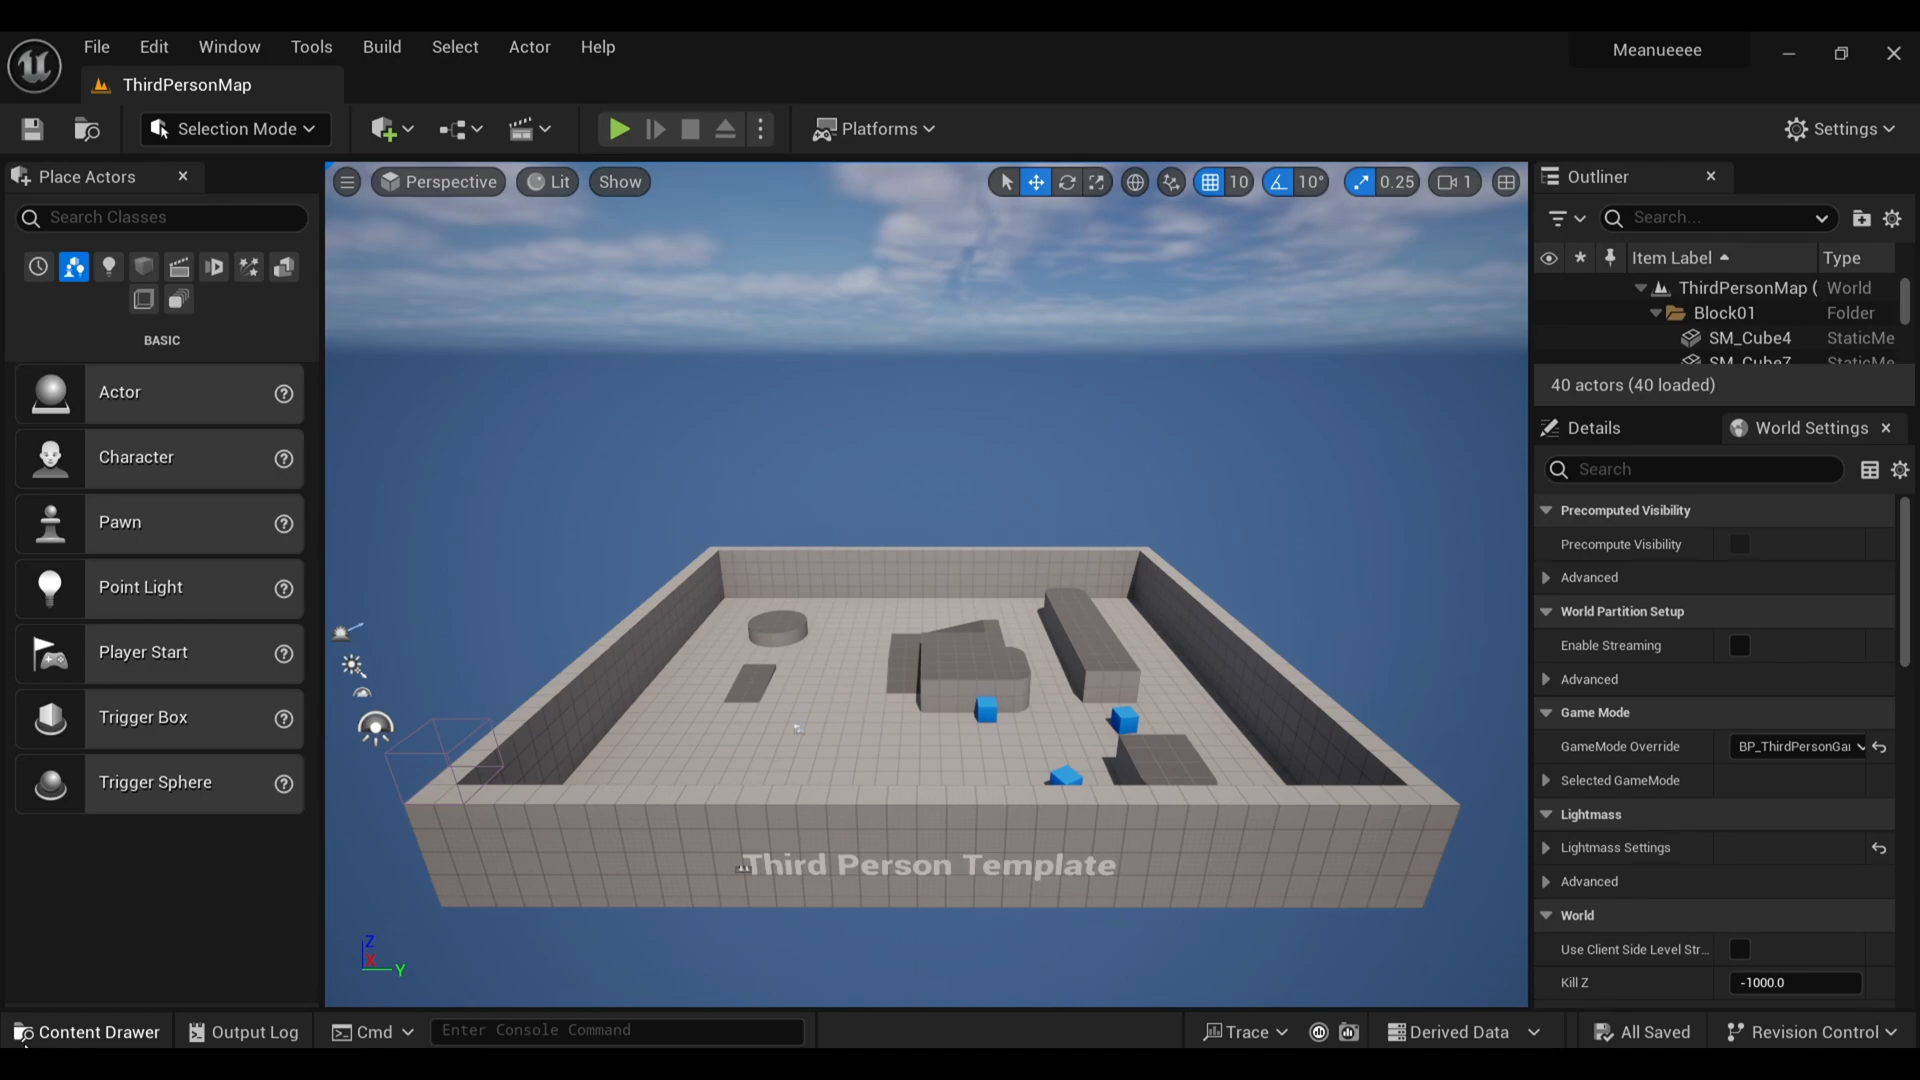 File Edit Window Tools Build Select Actor Help
Meanueeee
ThirdPersonMap
Selection Mode
Platforms
Settings
Place Actors
Search Classes
BASIC
Actor
Character
Pawn
Point Light
Player Start
Trigger Box
Trigger Sphere
Perspective Lit Show
10 10° 0.25 1
Third Person Template
Z
X
Y
Outliner
Search...
Item Label Type
ThirdPersonMap ( World
Block01 Folder
SM_Cube4 StaticMe
SM_Cube7 StaticMe
40 actors (40 loaded)
Details World Settings
Search
Precomputed Visibility
Precompute Visibility
Advanced
World Partition Setup
Enable Streaming
Advanced
Game Mode
GameMode Override BP_ThirdPersonGa
Selected GameMode
Lightmass
Lightmass Settings
Advanced
World
Use Client Side Level Str...
Kill Z -1000.0
Content Drawer Output Log Cmd Enter Console Command Trace Derived Data All Saved Revision Control